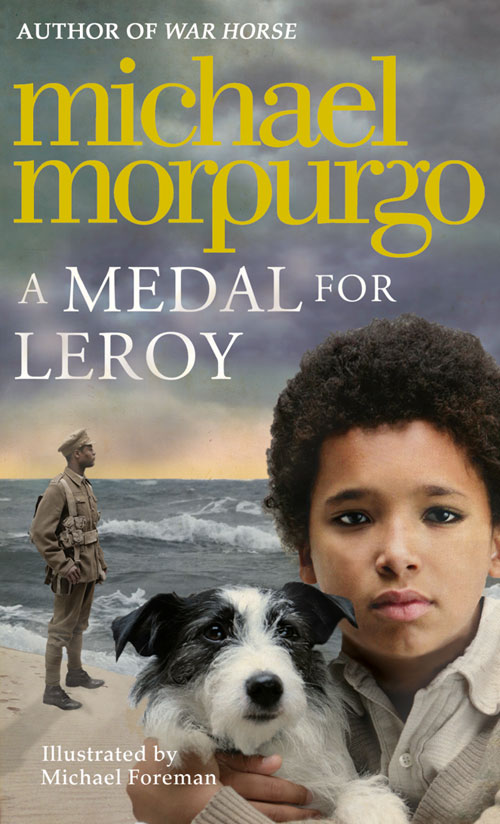 AUTHOR OF WAR HORSE
michael
morpurgo
A MEDAL FOR
LEROY
Illustrated by
Michael Foreman